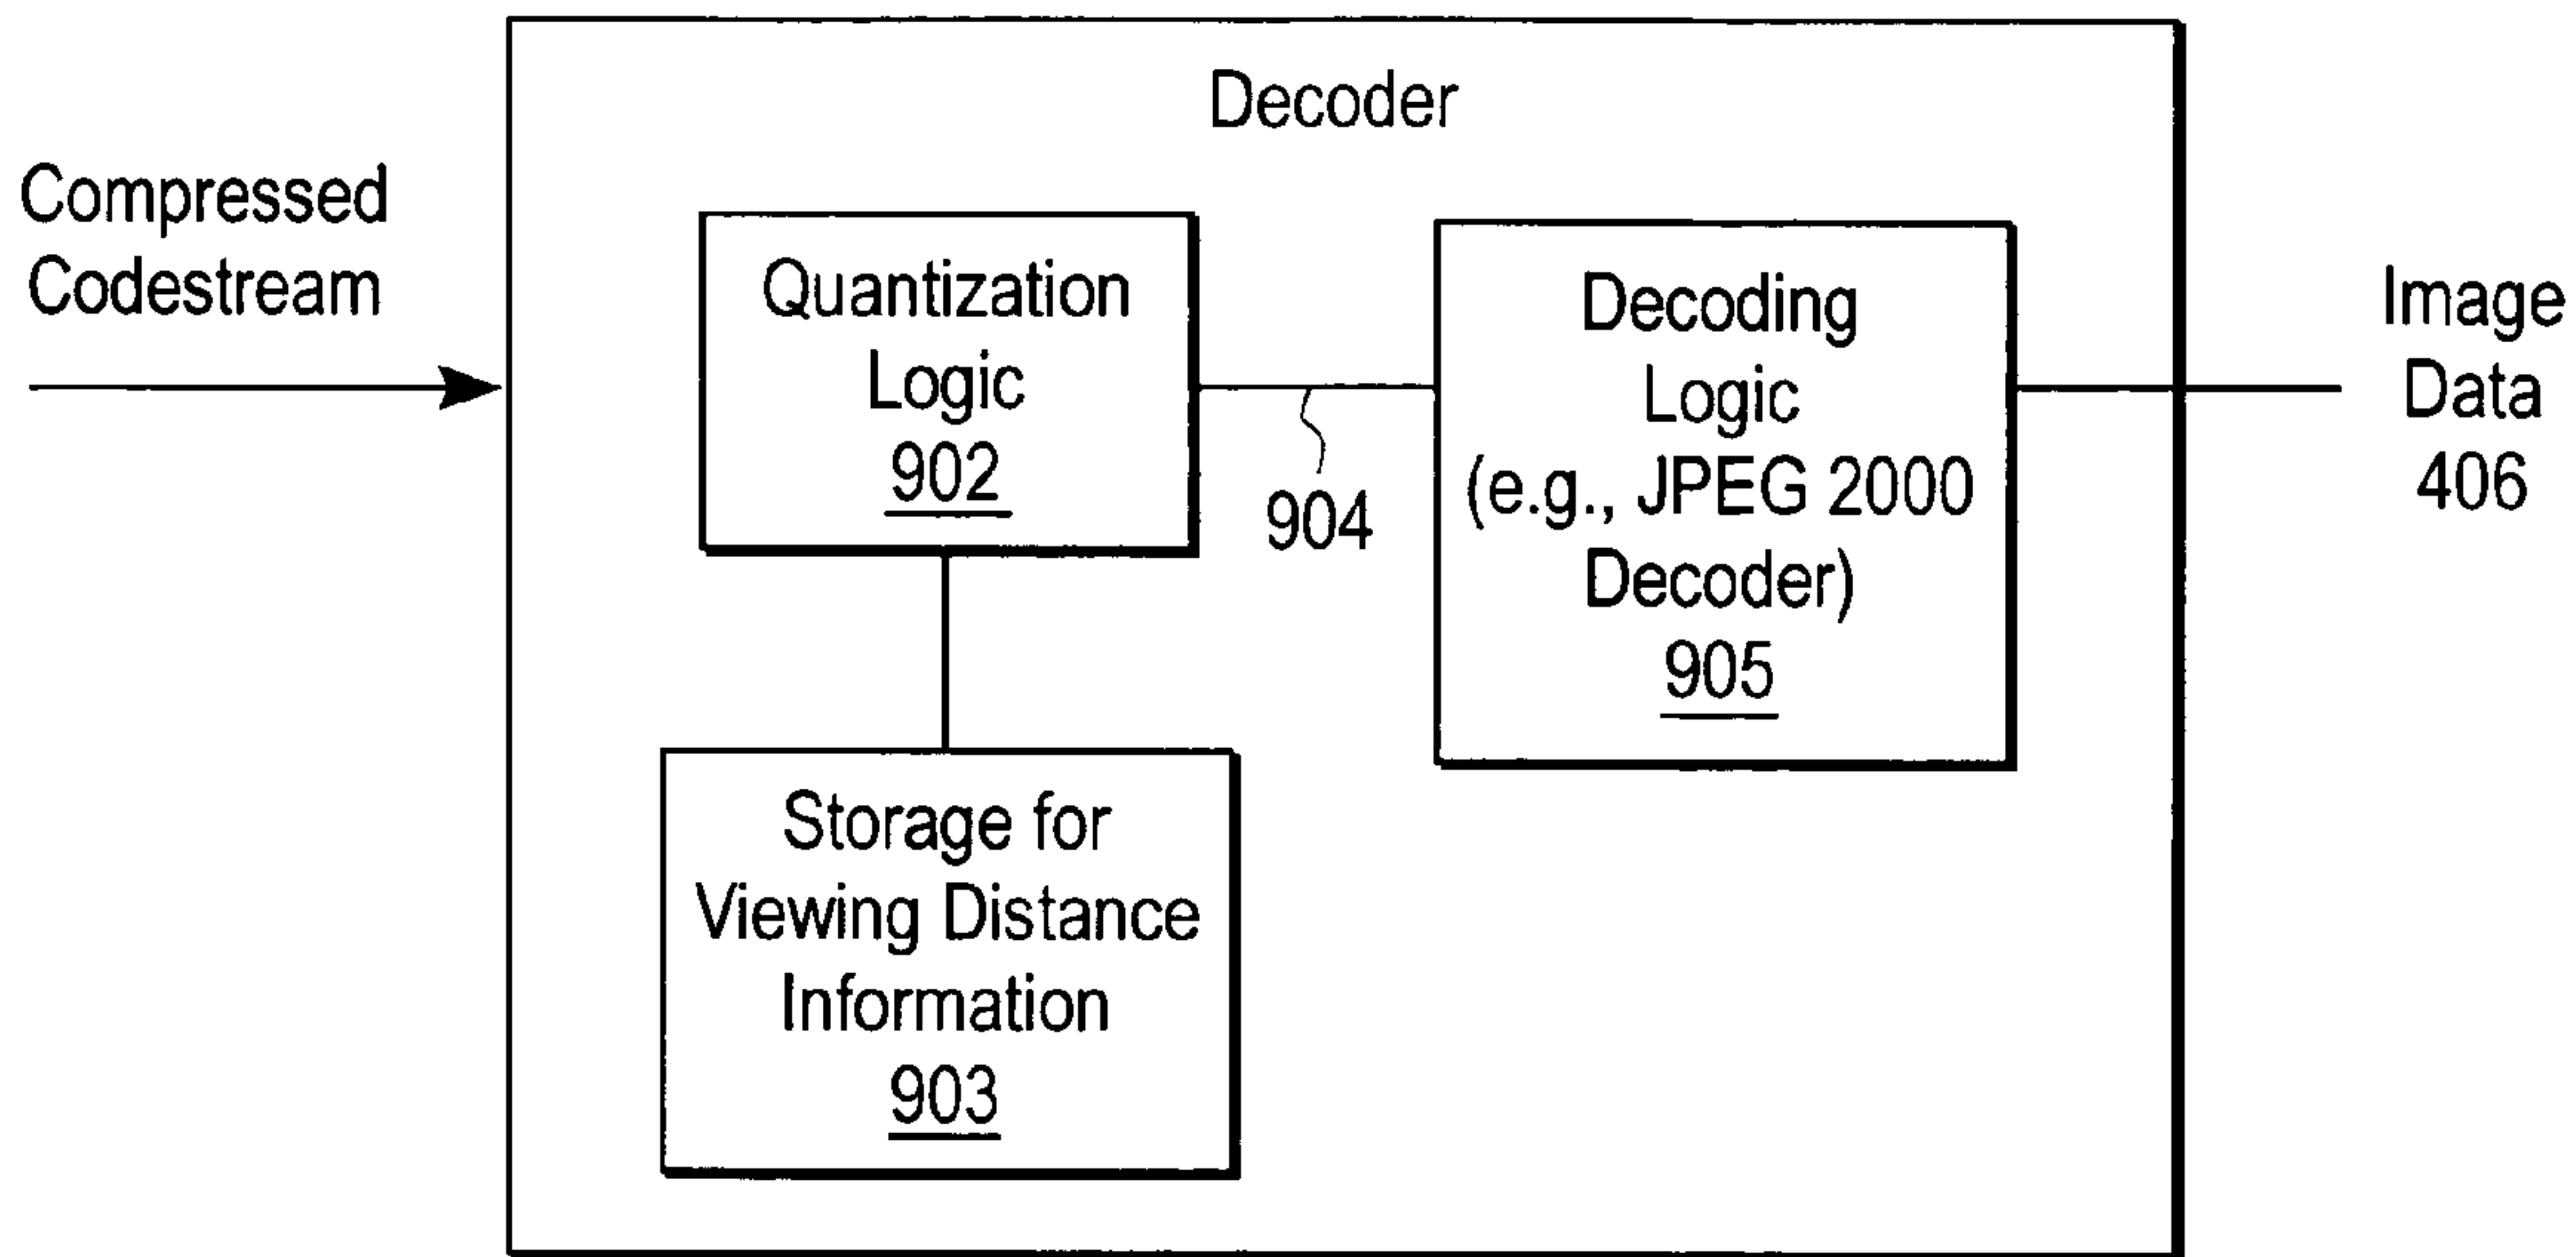 Decoder
Compressed
Codestream
Quantization
Logic
902
904
Decoding
Logic
(e.g., JPEG 2000
Decoder)
905
Image
Data
406
Storage for
Viewing Distance
Information
903